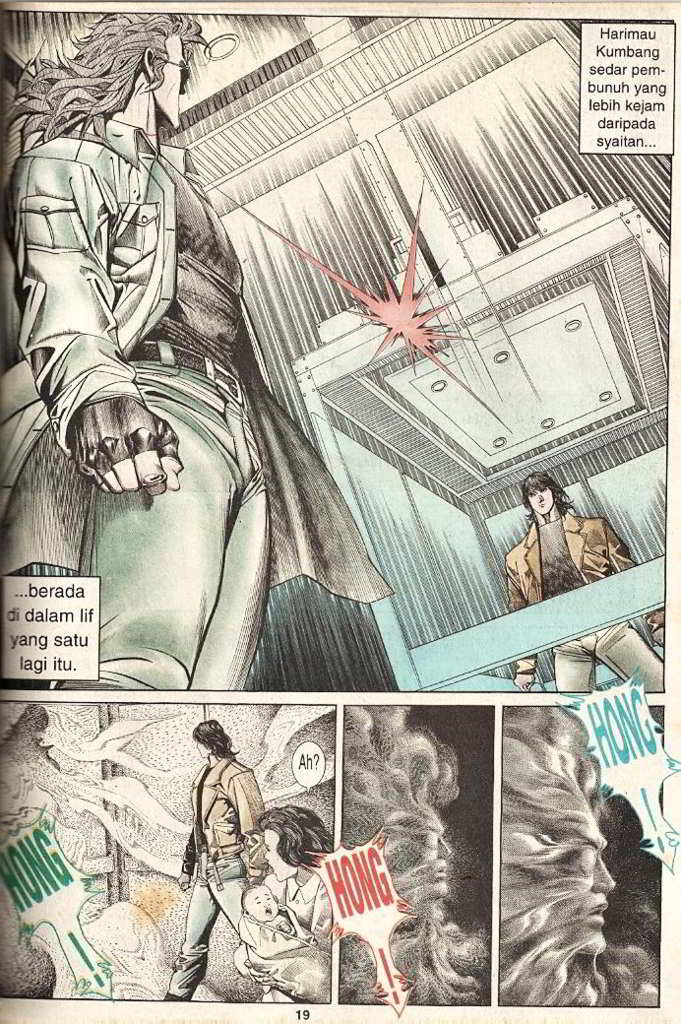 Harimau
Kumbang
sedar pem-
bunuh yang
lebih kejam
daripada
syaitan...
...berada
di dalam lif
yang satu
lagi itu.
HONG
!
Ah?
HONG
!
HONG
!
19